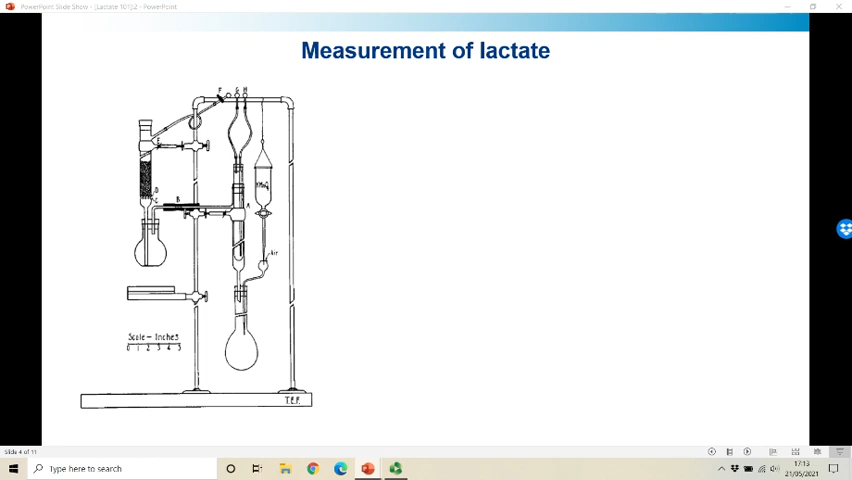 PowerPoint Slide Show - [Lactate 101]:2 - PowerPoint
Measurement of lactate
F G H
E
KMnO₄
D
C
B
A
Air
Scale - Inches
0 1 2 3 4 5
T.E.F.
Slide 4 of 11
Type here to search
17:13
21/05/2021